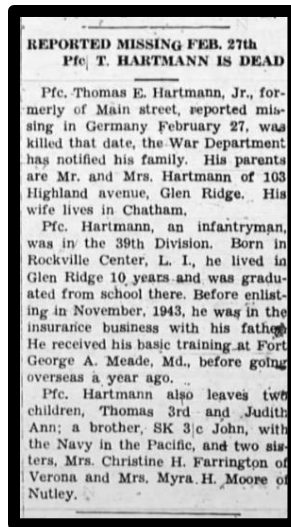 REPORTED MISSING FEB. 27th
Pfc| T. HARTMANN IS DEAD
Pfc. Thomas E. Hartmann, Jr., for-
merly of Main street, reported mis-
sing in Germany February 27, was
killed that date, the War Department
has notified his family. His parents
are Mr. and Mrs. Hartmann of 103
Highland avenue, Glen Ridge. His
wife lives in Chatham.
Pfc. Hartmann, an infantryman,
was in the 39th Division. Born in
Rockville Center, L. I., he lived in
Glen Ridge 10 years and was gradu-
ated from school there. Before enlist-
ing in November, 1943, he was in the
insurance business with his father.
He received his basic training at Fort
George A. Meade, Md., before going
overseas a year ago.
Pfc. Hartmann also leaves two
children, Thomas 3rd and Judith
Ann; a brother, SK 3|c John, with
the Navy in the Pacific, and two sis-
ters, Mrs. Christine H. Farrington of
Verona and Mrs. Myra H. Moore of
Nutley.